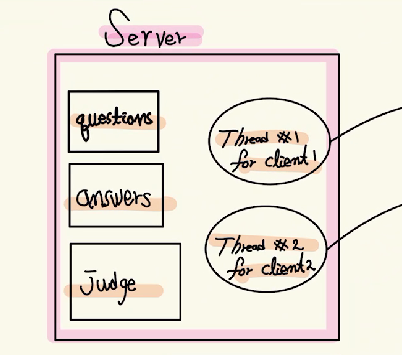 Server
questions
answers
Judge
Thread #1
for client1
Thread #2
for client2